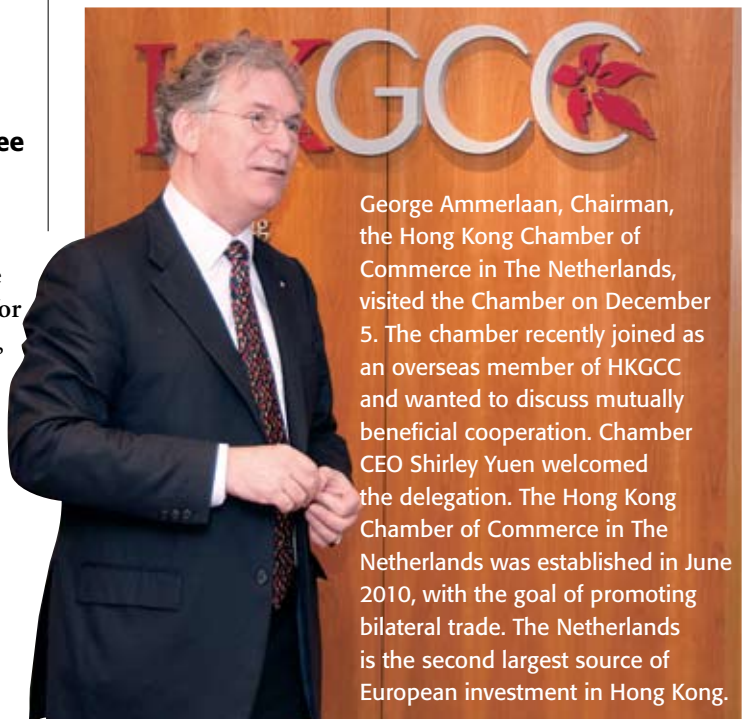 ee
or
,
HKGCC
George Ammerlaan, Chairman,
the Hong Kong Chamber of
Commerce in The Netherlands,
visited the Chamber on December
5. The chamber recently joined as
an overseas member of HKGCC
and wanted to discuss mutually
beneficial cooperation. Chamber
CEO Shirley Yuen welcomed
the delegation. The Hong Kong
Chamber of Commerce in The
Netherlands was established in June
2010, with the goal of promoting
bilateral trade. The Netherlands
is the second largest source of
European investment in Hong Kong.